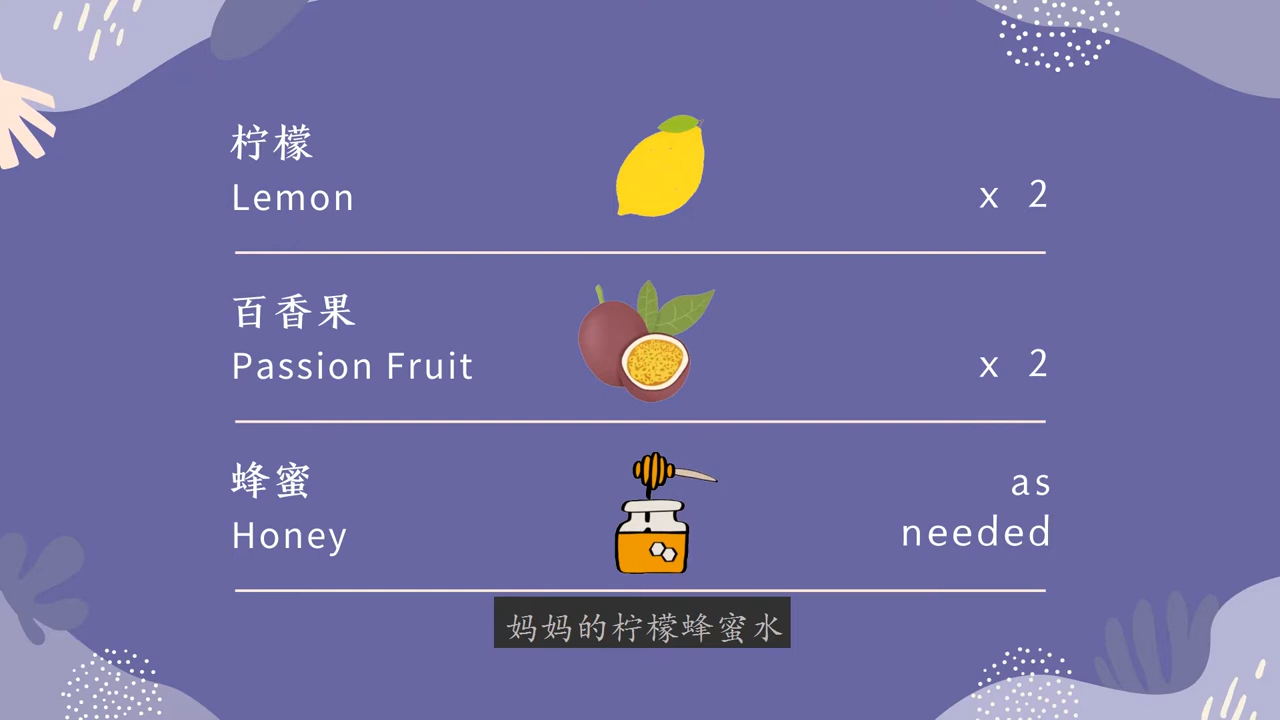 柠檬
Lemon
x 2
百香果
Passion Fruit
x 2
蜂蜜
Honey
as
needed
妈妈的柠檬蜂蜜水